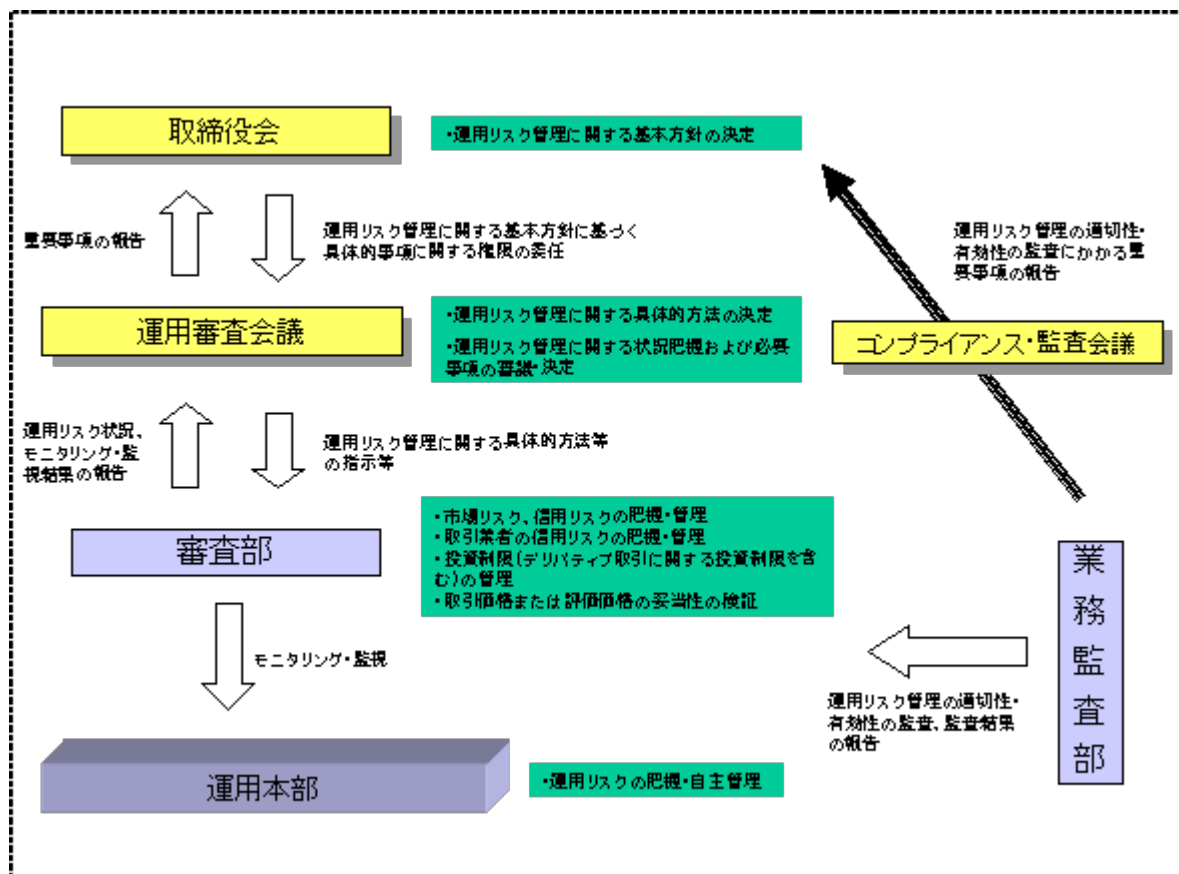 取締役会
・運用リスク管理に関する基本方針の決定
重要事項の報告
運用リスク管理に関する基本方針に基づく
具体的事項に関する権限の委任
運用リスク管理の適切性・
有効性の監査にかかる重
要事項の報告
運用審査会議
・運用リスク管理に関する具体的方法の決定
・運用リスク管理に関する状況把握および必要
事項の審議・決定
コンプライアンス・監査会議
運用リスク状況、
モニタリング・監
視結果の報告
運用リスク管理に関する具体的方法等
の指示等
審査部
・市場リスク、信用リスクの把握・管理
・取引業者の信用リスクの把握・管理
・投資制限(デリバティブ取引に関する投資制限を含
む)の管理
・取引価格または評価価格の妥当性の検証
業務監査部
モニタリング・監視
運用リスク管理の適切性・
有効性の監査、監査結果
の報告
運用本部
・運用リスクの把握・自主管理